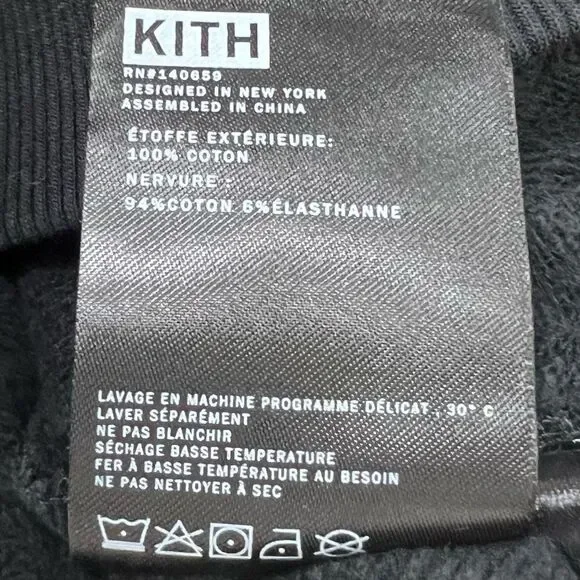 KITH
RN#140659
DESIGNED IN NEW YORK
ASSEMBLED IN CHINA
ÉTOFFE EXTÉRIEURE:
100% COTON
NERVURE :
94%COTON 6%ÉLASTHANNE
LAVAGE EN MACHINE PROGRAMME DÉLICAT , 30° C
LAVER SÉPARÉMENT
NE PAS BLANCHIR
SÉCHAGE BASSE TEMPERATURE
FER À BASSE TEMPÉRATURE AU BESOIN
NE PAS NETTOYER À SEC